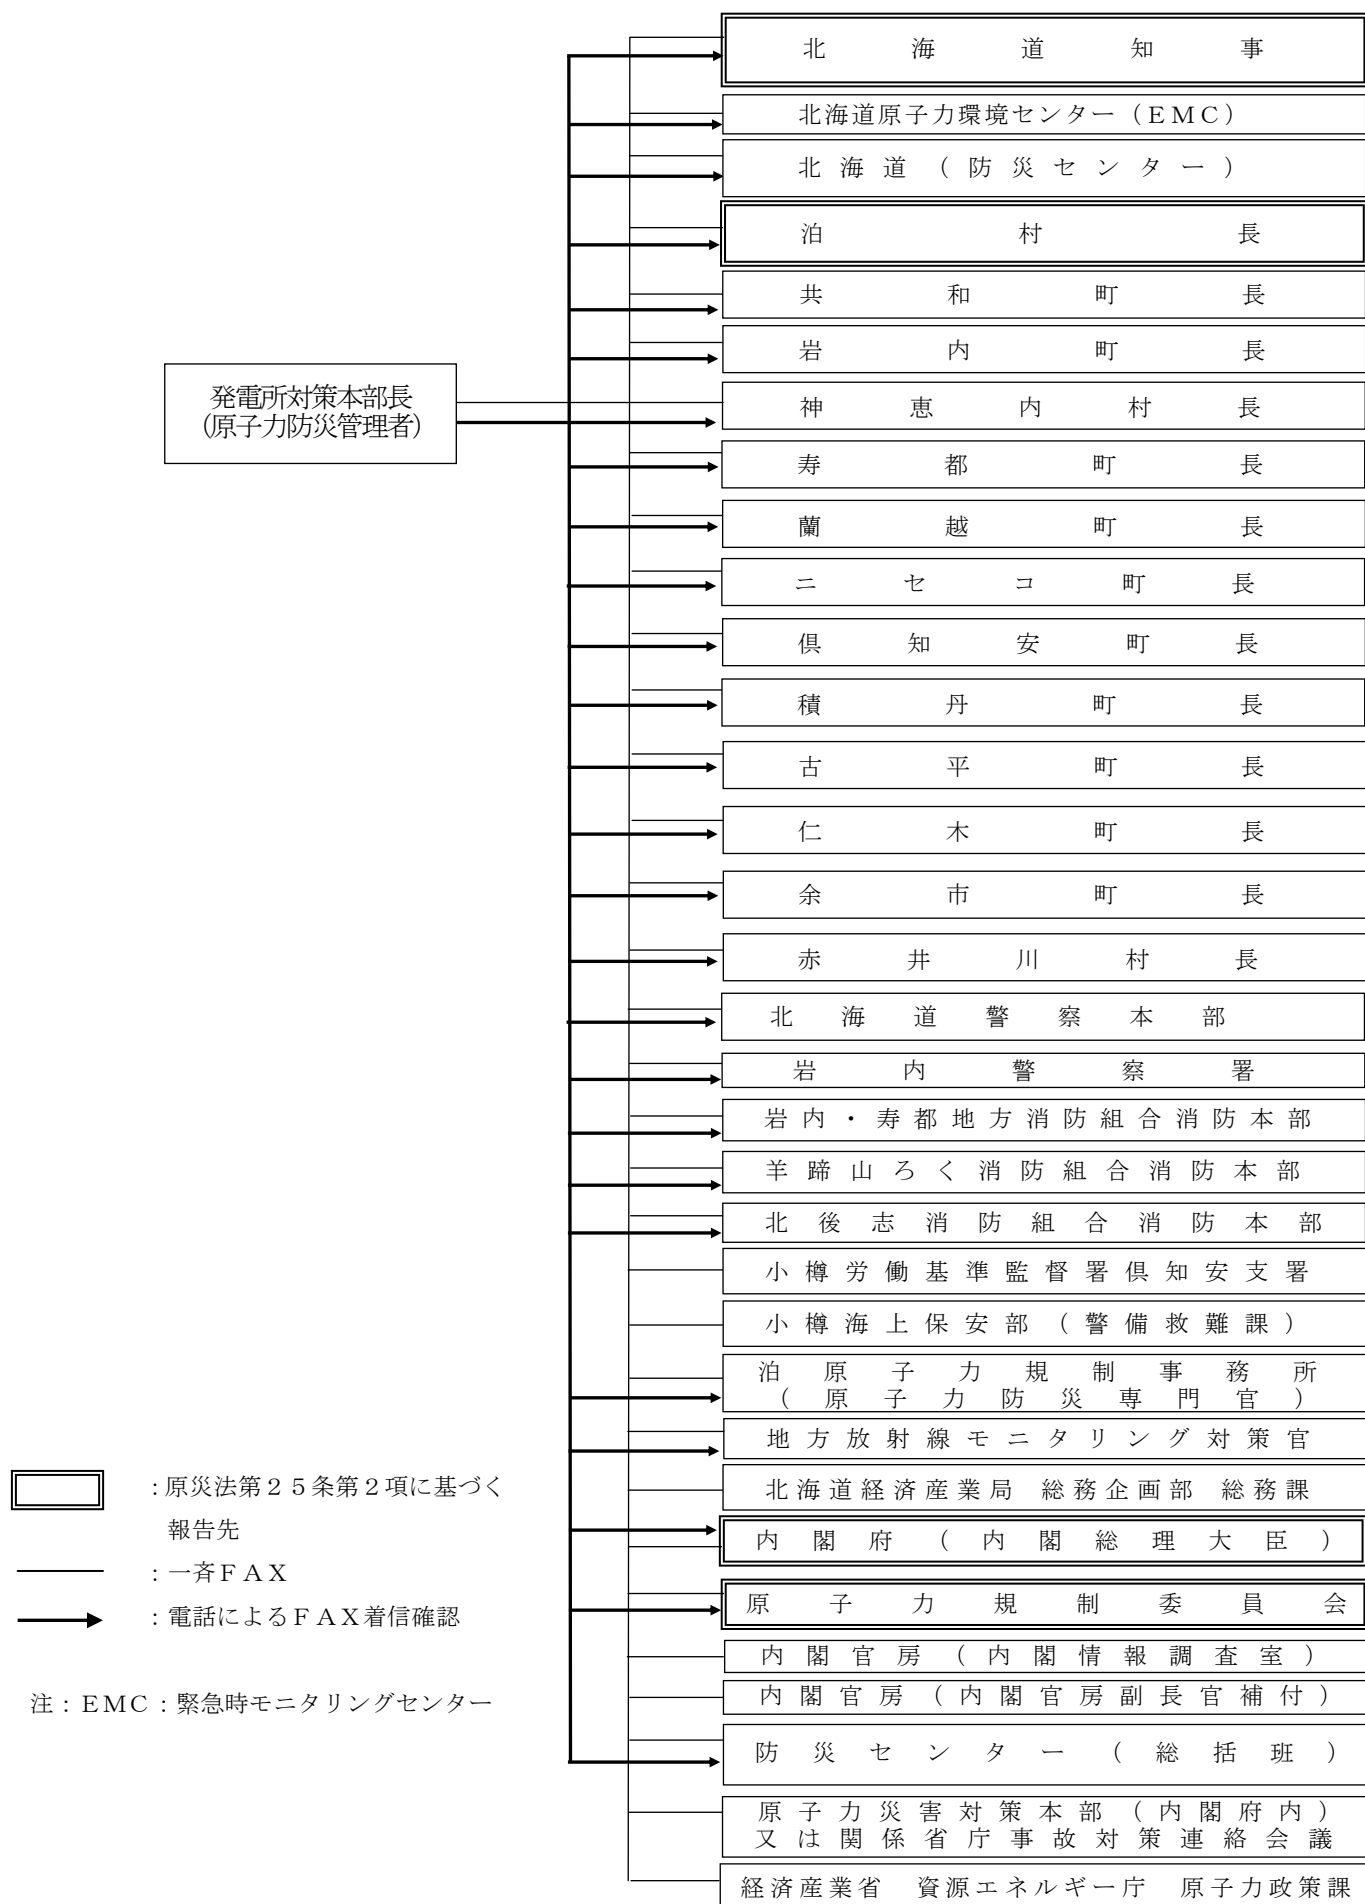 北海道知事
北海道原子力環境センター（ＥＭＣ）
北海道（防災センター）
泊村長
共和町長
岩内町長
発電所対策本部長
(原子力防災管理者)
神恵内村長
寿都町長
蘭越町長
ニセコ町長
倶知安町長
積丹町長
古平町長
仁木町長
余市町長
赤井川村長
北海道警察本部
岩内警察署
岩内・寿都地方消防組合消防本部
羊蹄山ろく消防組合消防本部
北後志消防組合消防本部
小樽労働基準監督署倶知安支署
小樽海上保安部（警備救難課）
泊原子力規制事務所
（原子力防災専門官）
地方放射線モニタリング対策官
北海道経済産業局　総務企画部　総務課
内閣府（内閣総理大臣）
原子力規制委員会
内閣官房（内閣情報調査室）
内閣官房（内閣官房副長官補付）
防災センター（総括班）
原子力災害対策本部（内閣府内）
又は関係省庁事故対策連絡会議
経済産業省　資源エネルギー庁　原子力政策課
：原災法第２５条第２項に基づく
報告先
：一斉ＦＡＸ
：電話によるＦＡＸ着信確認
注：ＥＭＣ：緊急時モニタリングセンター